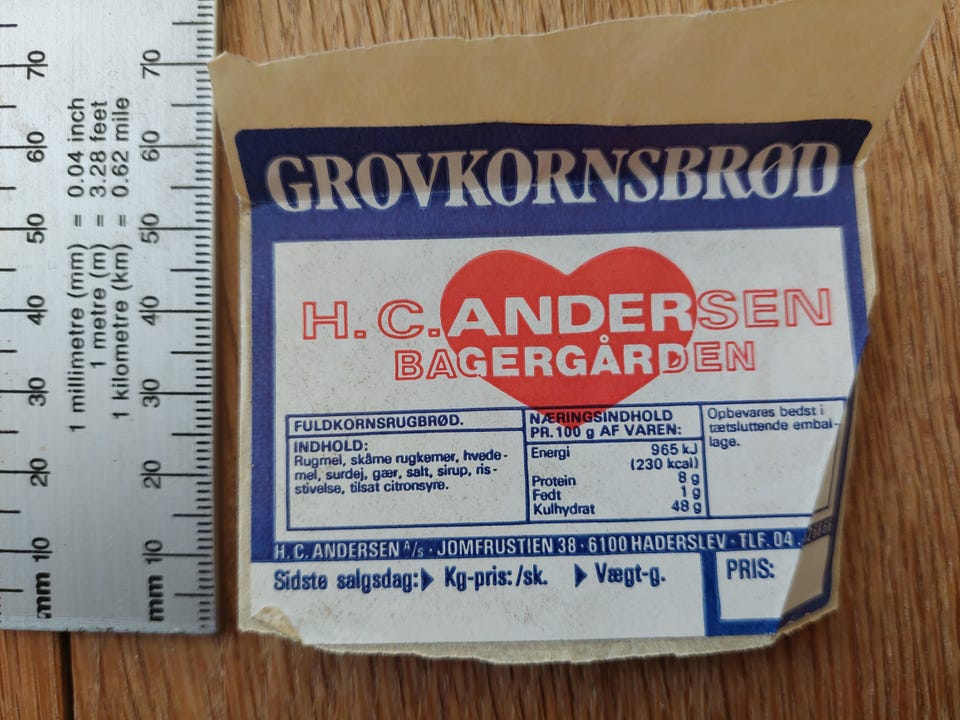 70
60
50
40
30
20
mm 10
1 millimetre (mm) = 0.04 inch
1 metre (m) = 3.28 feet
1 kilometre (km) = 0.62 mile
70
60
50
40
30
20
mm 10
GROVKORNSBRØD
H. C. ANDERSEN
BAGERGÅRDEN
FULDKORNSRUGBRØD.
INDHOLD:
Rugmel, skårne rugkerner, hvede-
mel, surdej, gær, salt, sirup, ris-
stivelse, tilsat citronsyre.
NÆRINGSINDHOLD
PR. 100 g AF VAREN:
Energi 965 kJ
(230 kcal)
Protein 8 g
Fedt 1 g
Kulhydrat 48 g
Opbevares bedst i
tætsluttende embal-
lage.
H. C. ANDERSEN A/s · JOMFRUSTIEN 38 · 6100 HADERSLEV · TLF. 04
Sidste salgsdag: Kg-pris:/sk. Vægt-g.
PRIS: